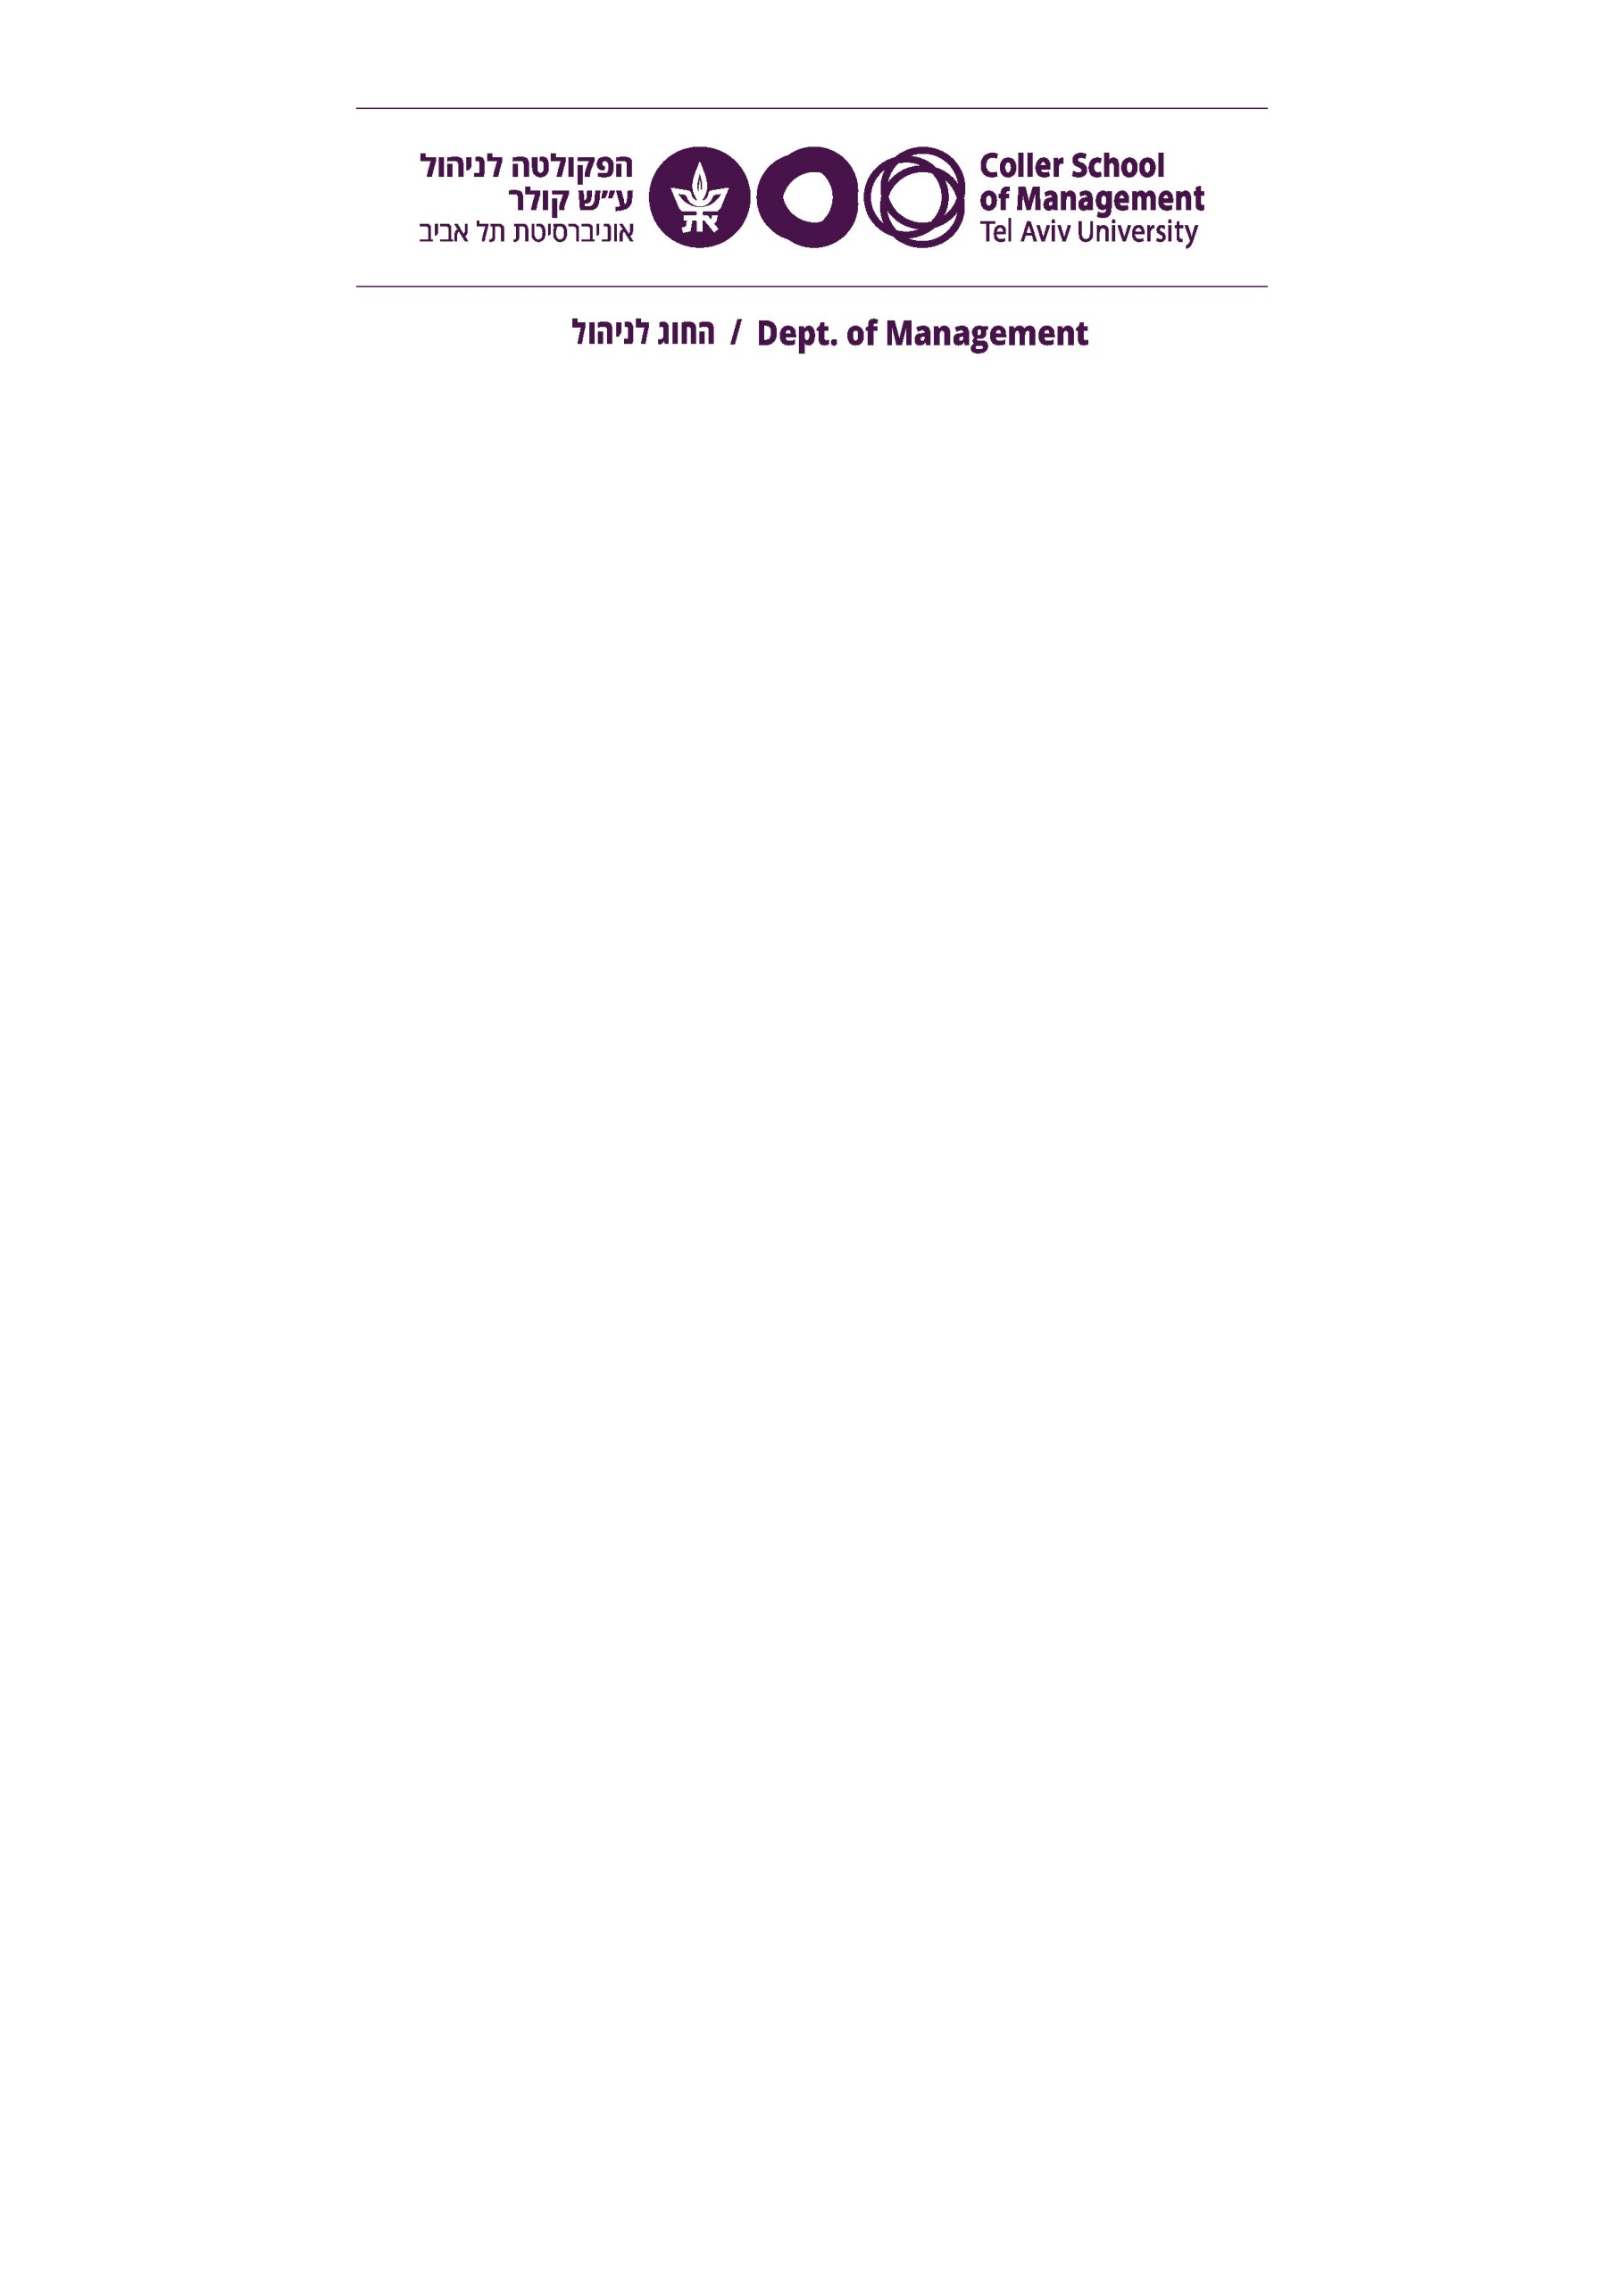 הפקולטה לניהול
ע״ש קולר
אוניברסיטת תל אביב
Coller School
of Management
Tel Aviv University
החוג לניהול / Dept. of Management